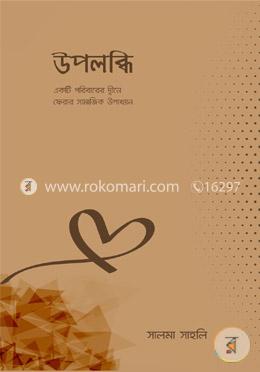 উপলব্ধি
একটি পরিবারের দ্বীনে
ফেরার সামাজিক উপাখ্যান
র www.rokomari.com 16297
সালমা সাহলি
র